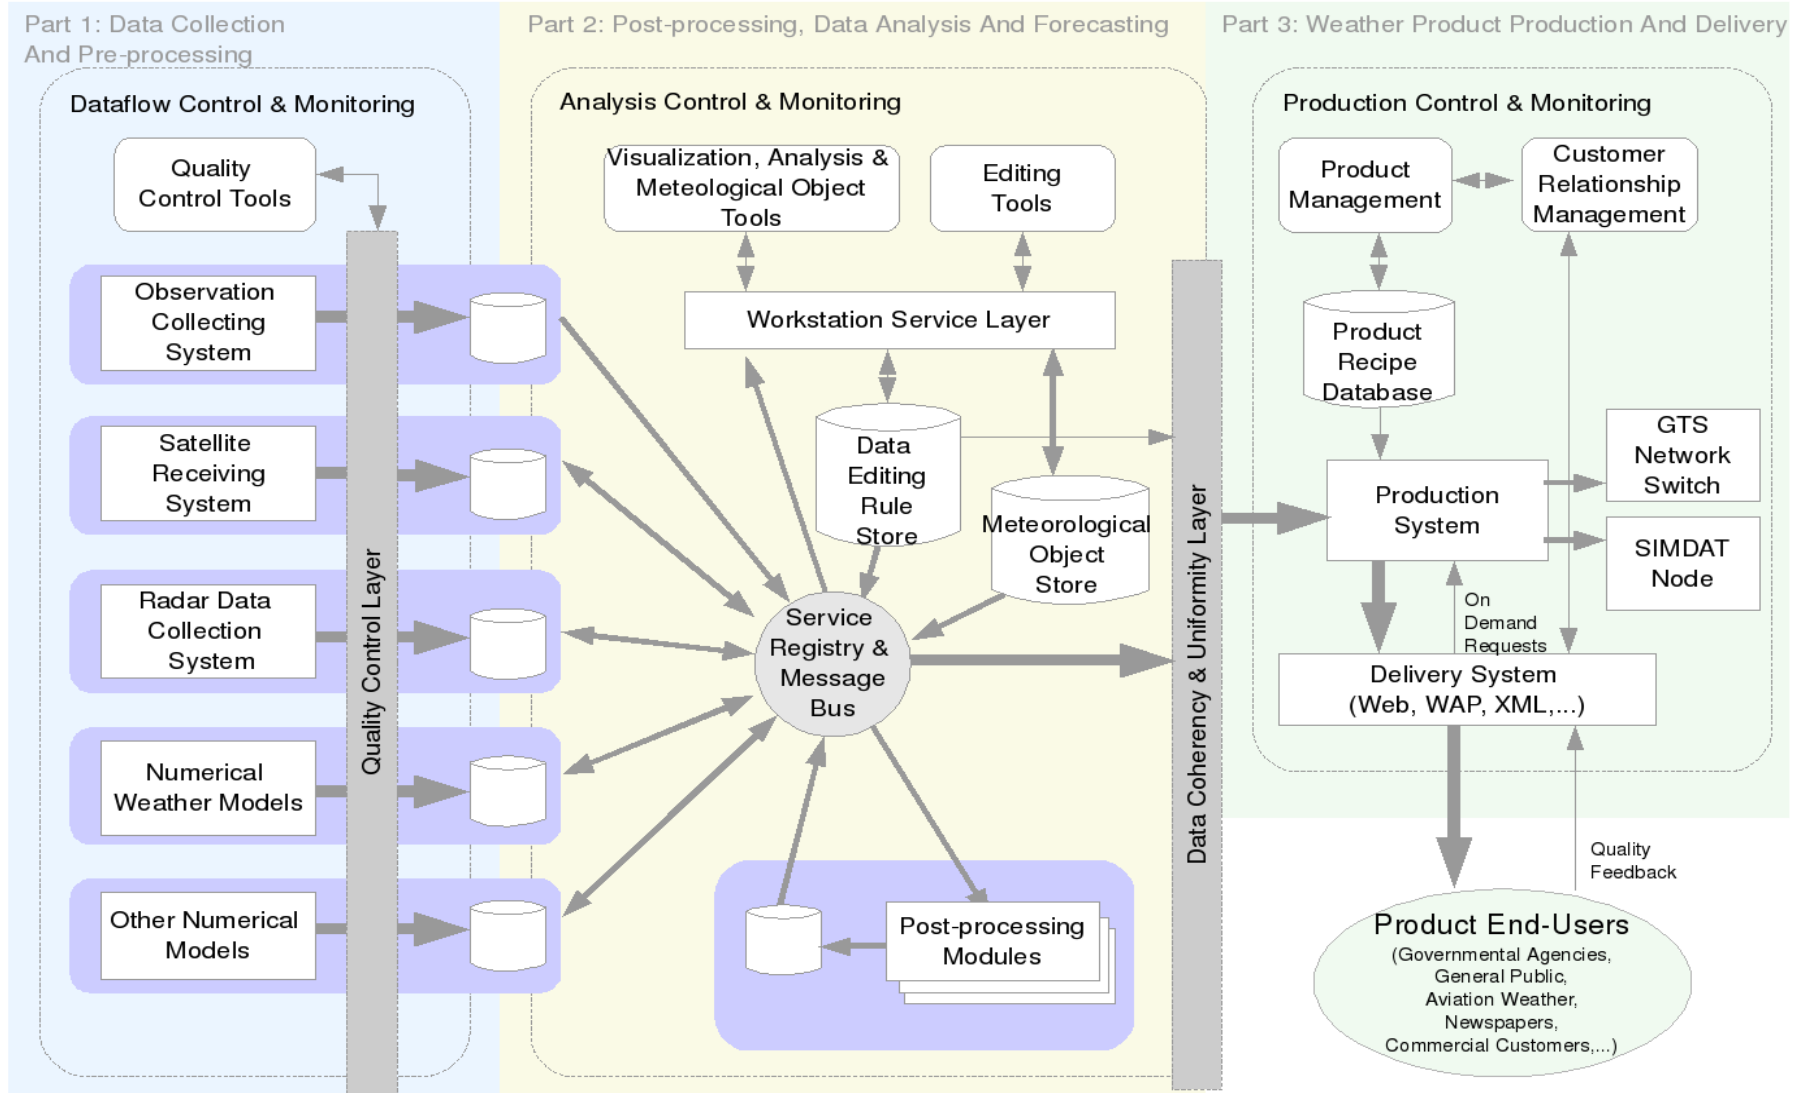 Part 1: Data Collection
And Pre-processing
Dataflow Control & Monitoring
Quality
Control Tools
Observation
Collecting
System
Satellite
Receiving
System
Radar Data
Collection
System
Numerical
Weather Models
Other Numerical
Models
Quality Control Layer
Part 2: Post-processing, Data Analysis And Forecasting
Analysis Control & Monitoring
Visualization, Analysis &
Meteological Object
Tools
Editing
Tools
Workstation Service Layer
Data
Editing
Rule
Store
Meteorological
Object
Store
Service
Registry &
Message
Bus
Post-processing
Modules
Data Coherency & Uniformity Layer
Part 3: Weather Product Production And Delivery
Production Control & Monitoring
Product
Management
Customer
Relationship
Management
Product
Recipe
Database
GTS
Network
Switch
Production
System
SIMDAT
Node
On
Demand
Requests
Delivery System
(Web, WAP, XML,...)
Quality
Feedback
Product End-Users
(Governmental Agencies,
General Public,
Aviation Weather,
Newspapers,
Commercial Customers,...)